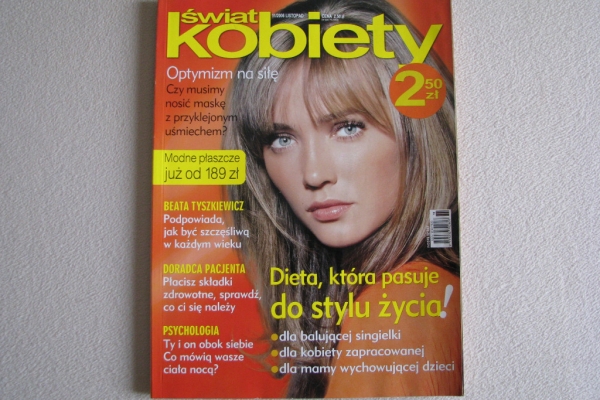 świat
kobiety
Optymizm na siłę
Czy musimy
nosić maskę
z przyklejonym
uśmiechem?
2 50 zł
Modne płaszcze
już od 189 zł
BEATA TYSZKIEWICZ
Podpowiada,
jak być szczęśliwą
w każdym wieku
DORADCA PACJENTA
Płacisz składki
zdrowotne, sprawdź,
co ci się należy
PSYCHOLOGIA
Ty i on obok siebie
Co mówią wasze
ciała nocą?
Dieta, która pasuje
do stylu życia!
dla balującej singielki
dla kobiety zapracowanej
dla mamy wychowującej dzieci